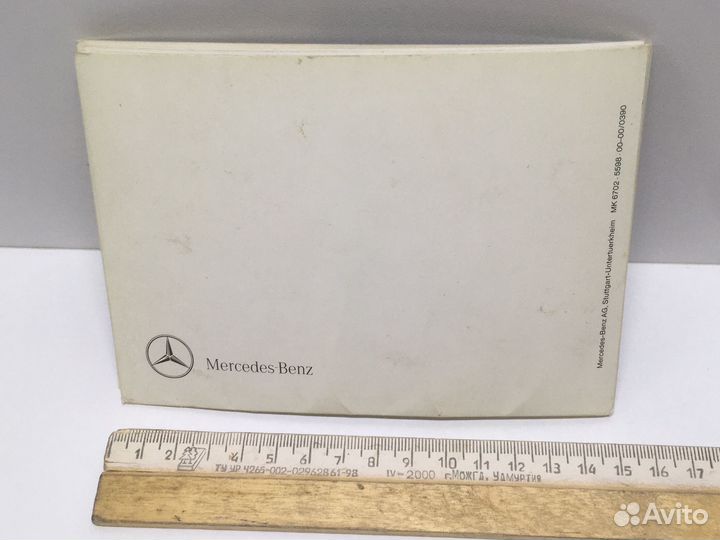 Mercedes-Benz AG, Stuttgart-Untertuerkheim MK 6702 · 5598 · 00-00/0390
Mercedes-Benz
1 2 3 4 5 6 7 8 9 10 11 12 13 14 15 16 17
ТУ УР 4265-002-02962861-98 IV-2000 г.Можга, Удмуртия
Avito